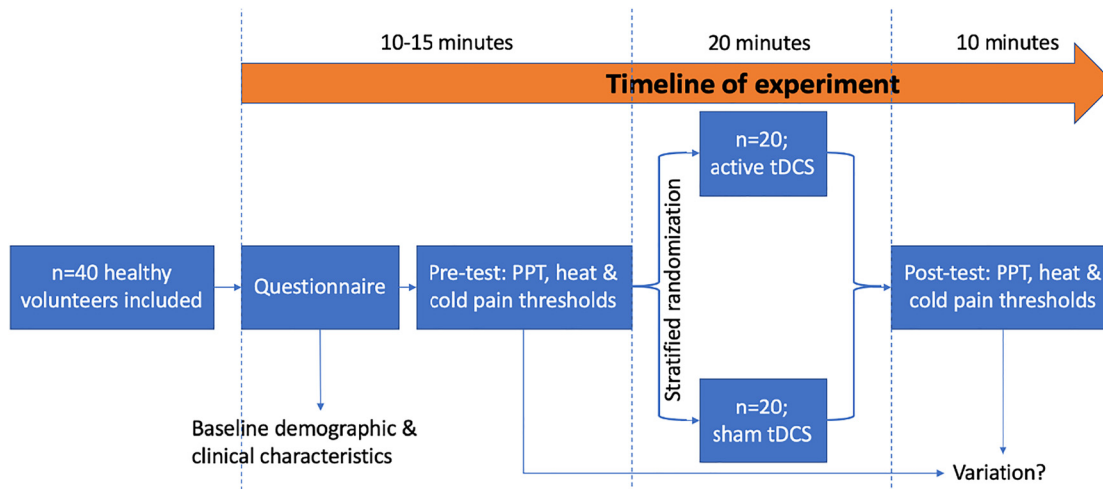 10-15 minutes
20 minutes
10 minutes
Timeline of experiment
n=40 healthy
volunteers included
Questionnaire
Baseline demographic &
clinical characteristics
Pre-test: PPT, heat &
cold pain thresholds
Stratified randomization
n=20;
active tDCS
n=20;
sham tDCS
Post-test: PPT, heat &
cold pain thresholds
Variation?